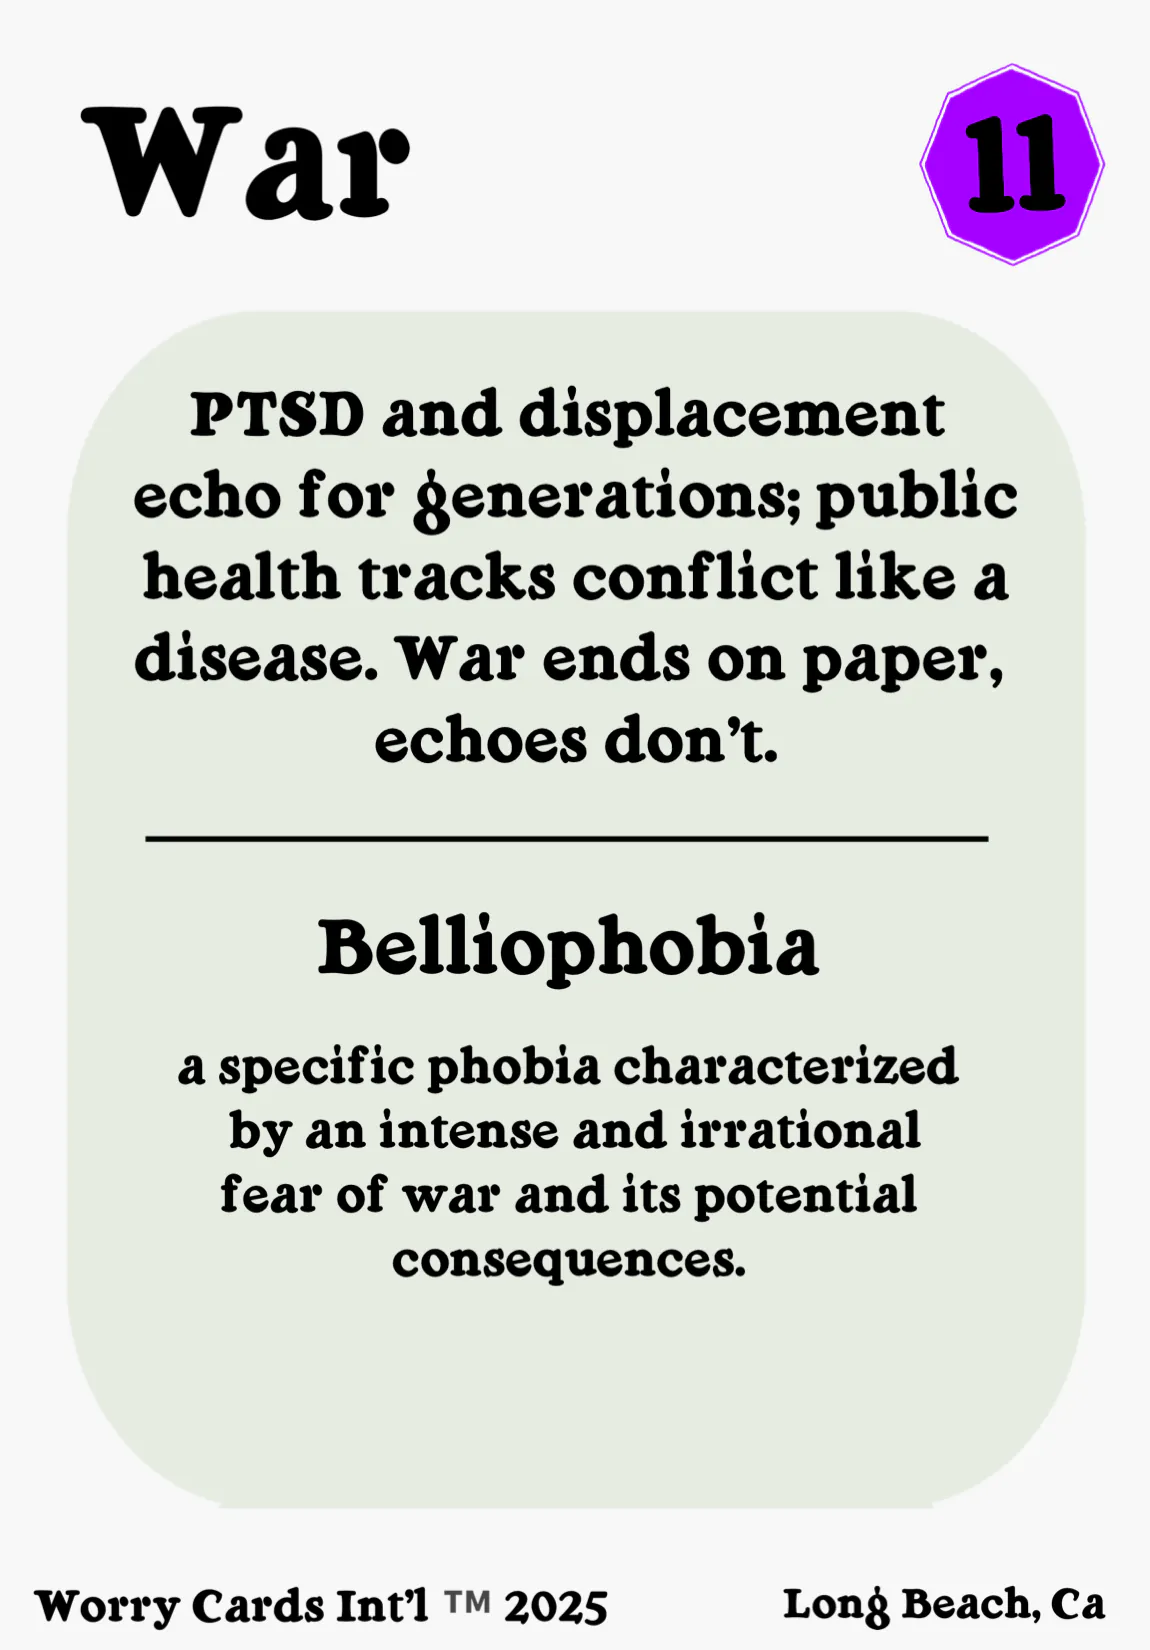 War
11
PTSD and displacement
echo for generations; public
health tracks conflict like a
disease. War ends on paper,
echoes don’t.
Belliophobia
a specific phobia characterized
by an intense and irrational
fear of war and its potential
consequences.
Worry Cards Int’l ™ 2025
Long Beach, Ca